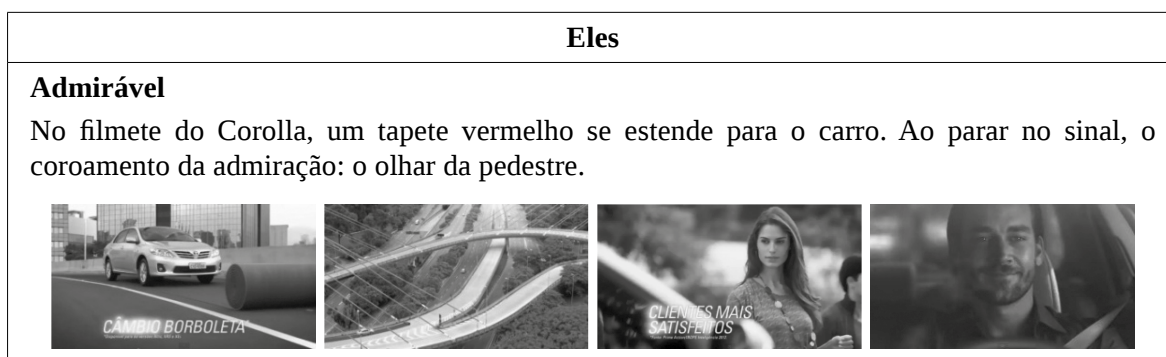 Eles
Admirável
No filmete do Corolla, um tapete vermelho se estende para o carro. Ao parar no sinal, o
coroamento da admiração: o olhar da pedestre.
CÂMBIO BORBOLETA
CLIENTES MAIS
SATISFEITOS